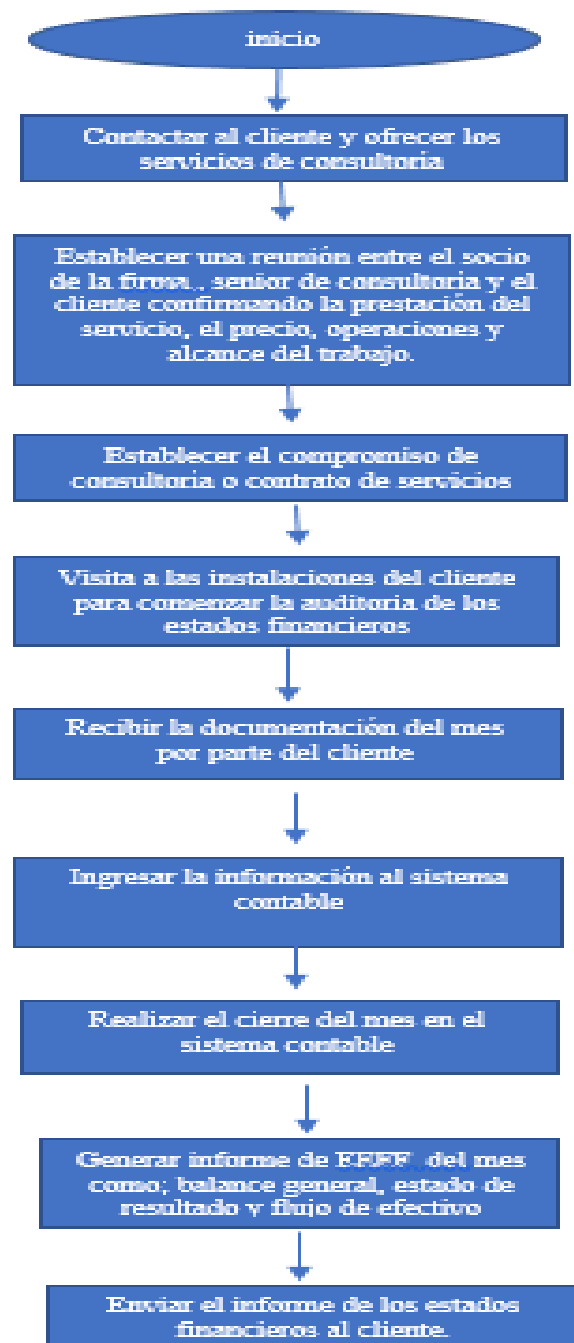 inicio
Contactar al cliente y ofrecer los
servicios de consultoria
Establecer una reunión entre el socio
de la firma., senior de consultoria y el
cliente confirmando la prestación del
servicio, el precio, operaciones y
alcance del trabajo.
Establecer el compromiso de
consultoria o contrato de servicios
Visita a las instalaciones del cliente
para comenzar la auditoria de los
estados financieros
Recibir la documentación del mes
por parte del cliente
Ingresar la información al sistema
contable
Realizar el cierre del mes en el
sistema contable
Generar informe de EEFF del mes
como; balance general, estado de
resultado y flujo de efectivo
Enviar el informe de los estados
financieros al cliente.